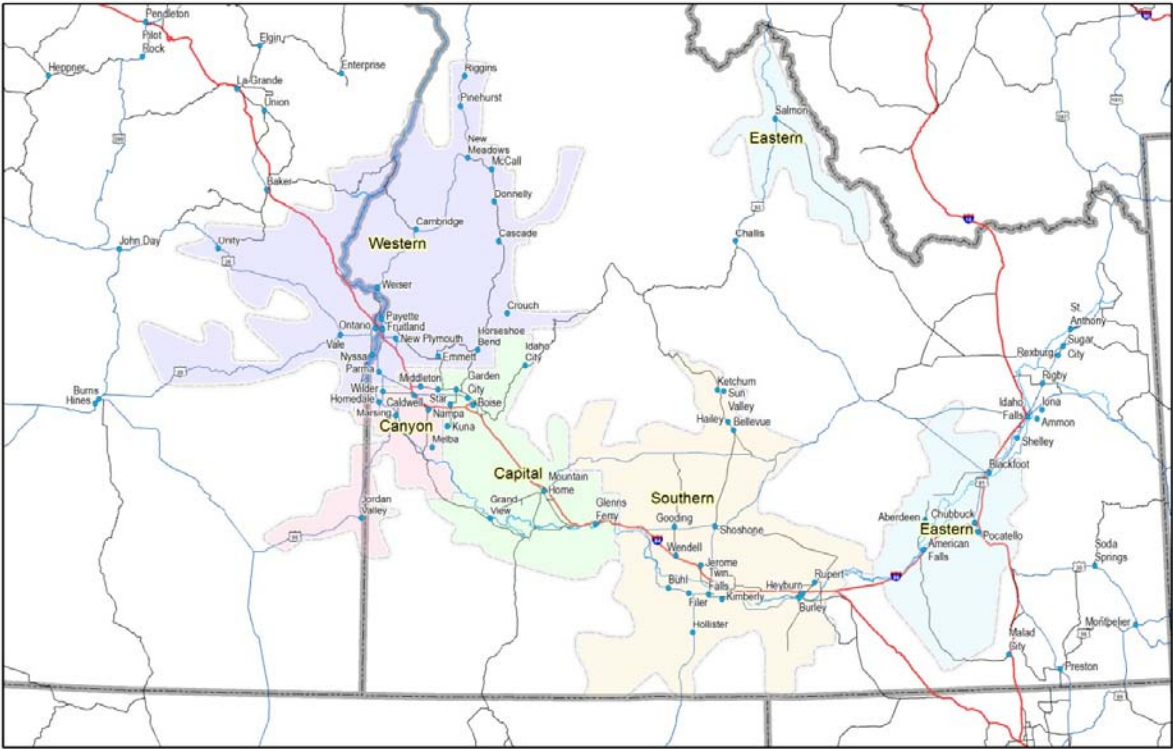 Pendleton
Pilot
Rock
Elgin
Heppner
Enterprise
La-Grande
Union
Riggins
Pinehurst
Salmon
Eastern
New
Meadows
McCall
Baker
Donnelly
Cambridge
John Day
Unity
Western
Cascade
Challis
Weiser
Crouch
Payette
Ontario
Fruitland
Vale
New Plymouth
Horseshoe
Bend
Idaho
City
St.
Anthony
Sugar
City
Rexburg
Nyssa
Emmett
Parma
Middleton
Garden
City
Wilder
Homedale
Caldwell
Star
Boise
Marsing
Nampa
Kuna
Canyon
Melba
Burns
Hines
Ketchum
Sun
Valley
Hailey
Bellevue
Rigby
Idaho
Falls
Iona
Ammon
Shelley
Blackfoot
Capital
Mountain
Home
Southern
Jordan
Valley
Grand
View
Glenns
Ferry
Gooding
Shoshone
Aberdeen
Chubbuck
Eastern
Pocatello
American
Falls
Wendell
Jerome
Twin
Falls
Buhl
Filer
Kimberly
Heyburn
Rupert
Burley
Hollister
Soda
Springs
Montpelier
Malad
City
Preston